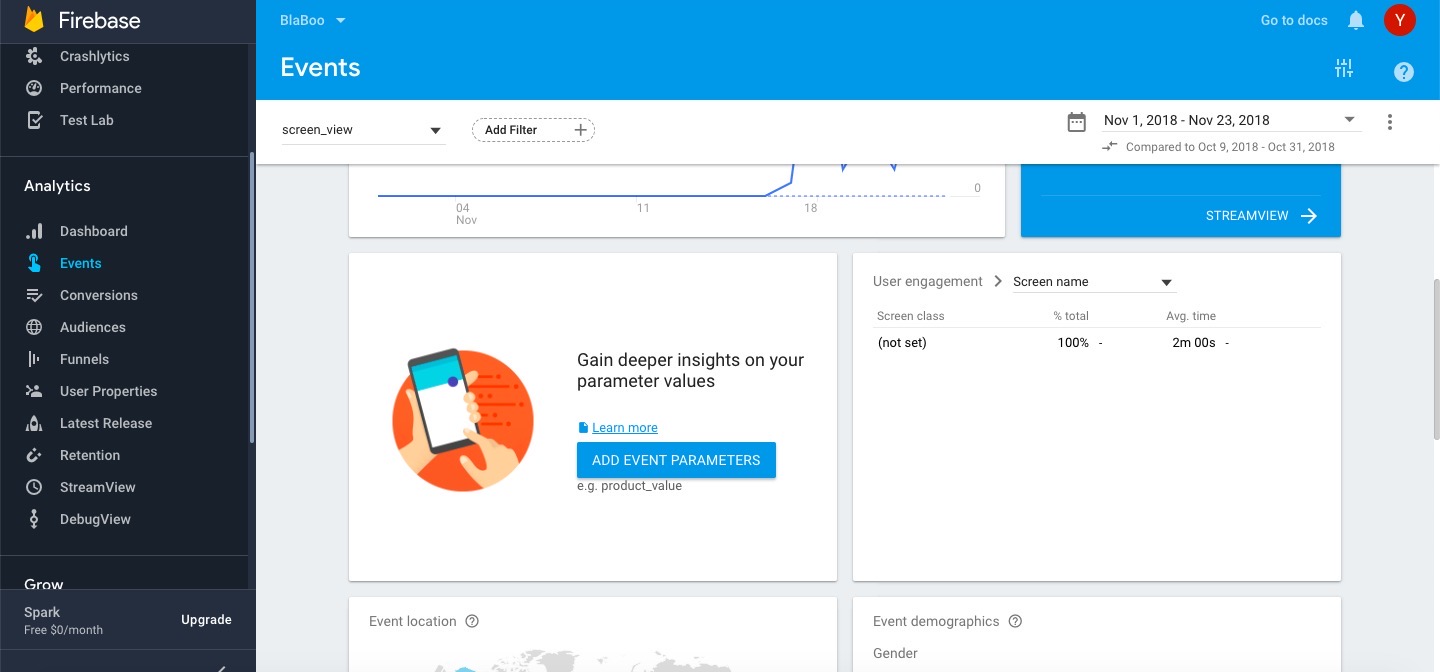 Firebase
Crashlytics
Performance
Test Lab
Analytics
Dashboard
Events
Conversions
Audiences
Funnels
User Properties
Latest Release
Retention
StreamView
DebugView
Grow
Spark
Free $0/month
Upgrade
BlaBoo
Go to docs
Y
Events
screen_view
Add Filter
Nov 1, 2018 - Nov 23, 2018
Compared to Oct 9, 2018 - Oct 31, 2018
0
04
Nov
11
18
STREAMVIEW
Gain deeper insights on your
parameter values
Learn more
ADD EVENT PARAMETERS
e.g. product_value
User engagement
Screen name
Screen class % total Avg. time
(not set) 100% - 2m 00s -
Event location
Event demographics
Gender